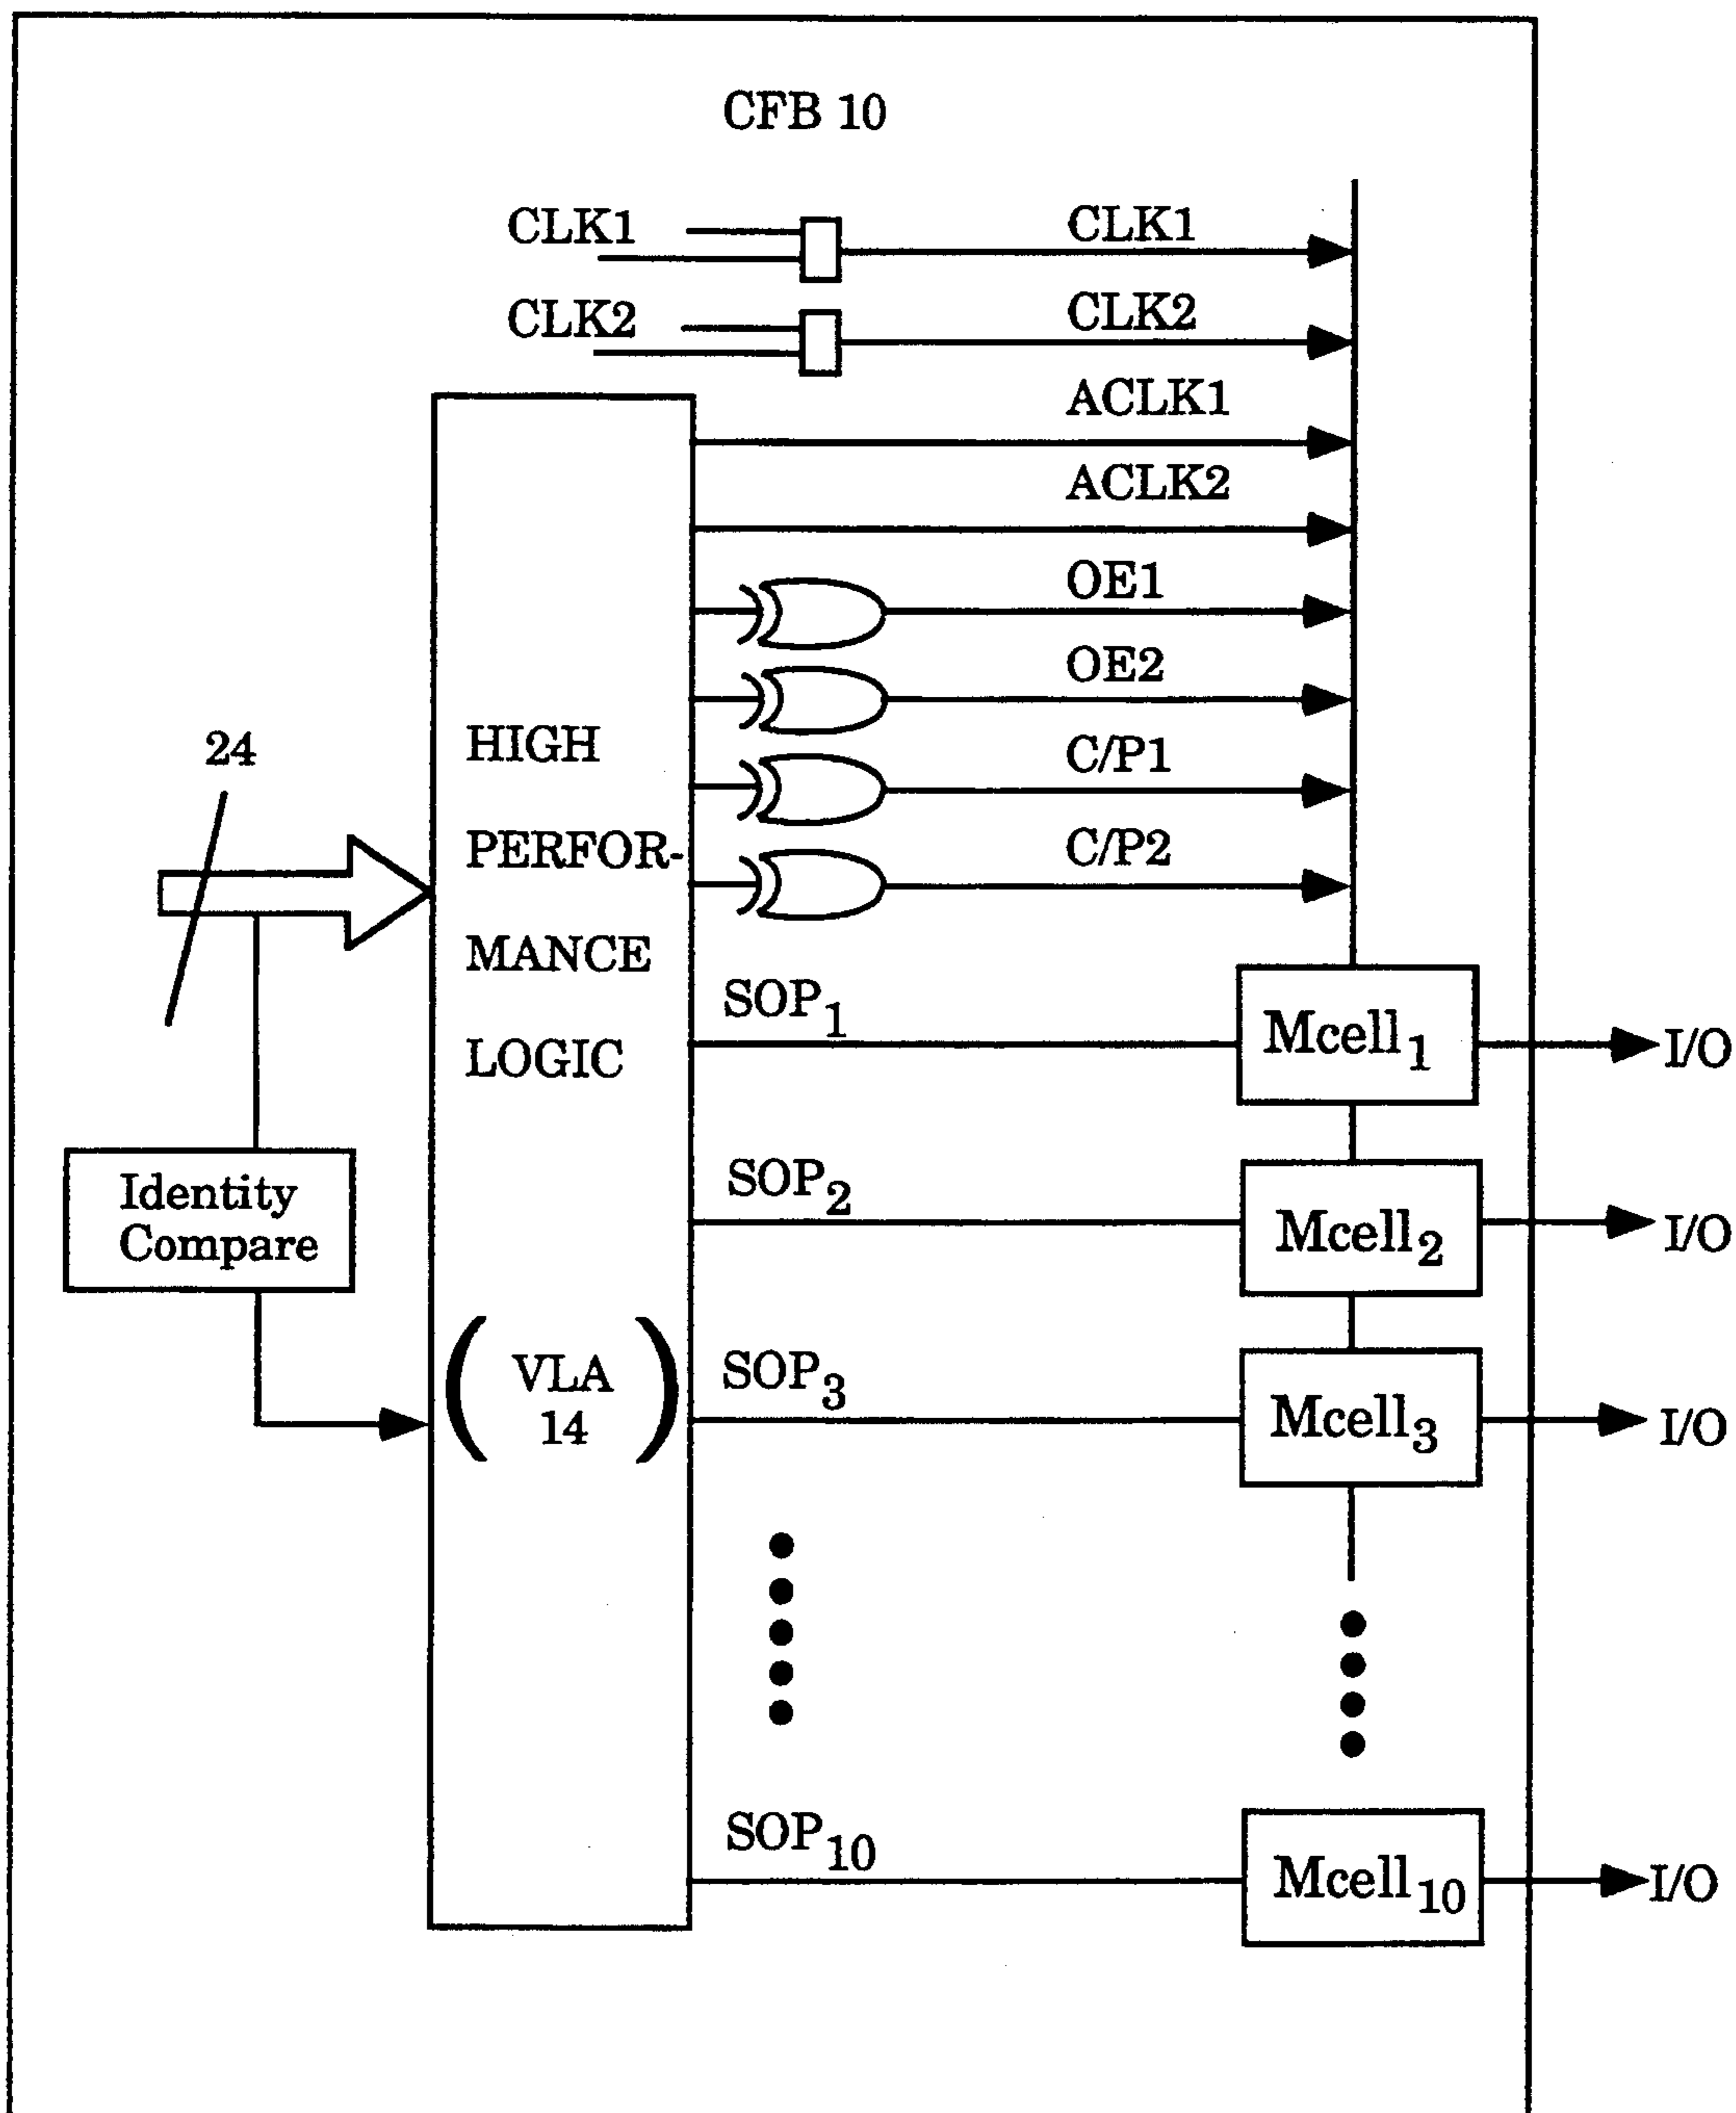 CFB 10
CLK1
CLK1
CLK2
CLK2
ACLK1
ACLK2
OE1
OE2
C/P1
C/P2
24
HIGH
PERFOR-
MANCE
LOGIC
( VLA
14 )
Identity
Compare
SOP1
Mcell1
I/O
SOP2
Mcell2
I/O
SOP3
Mcell3
I/O
SOP10
Mcell10
I/O